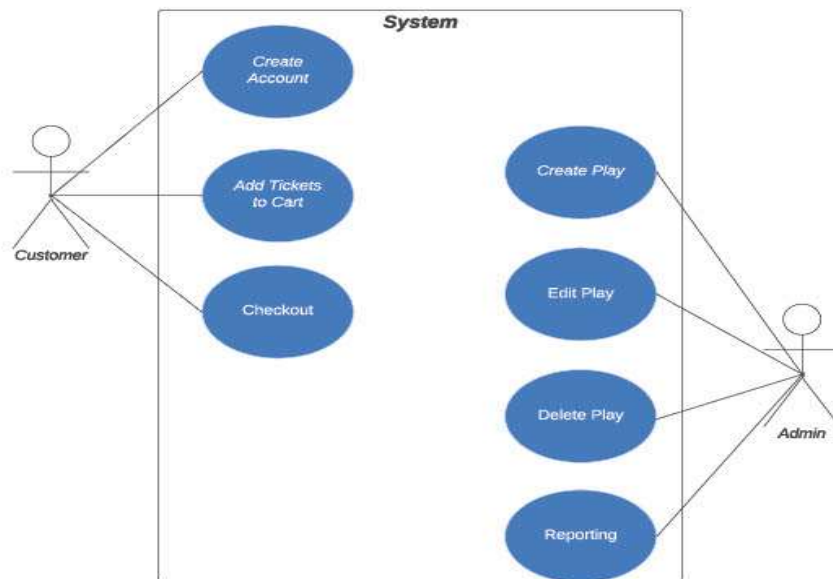 System
Create
Account
Add Tickets
to Cart
Checkout
Customer
Create Play
Edit Play
Delete Play
Reporting
Admin